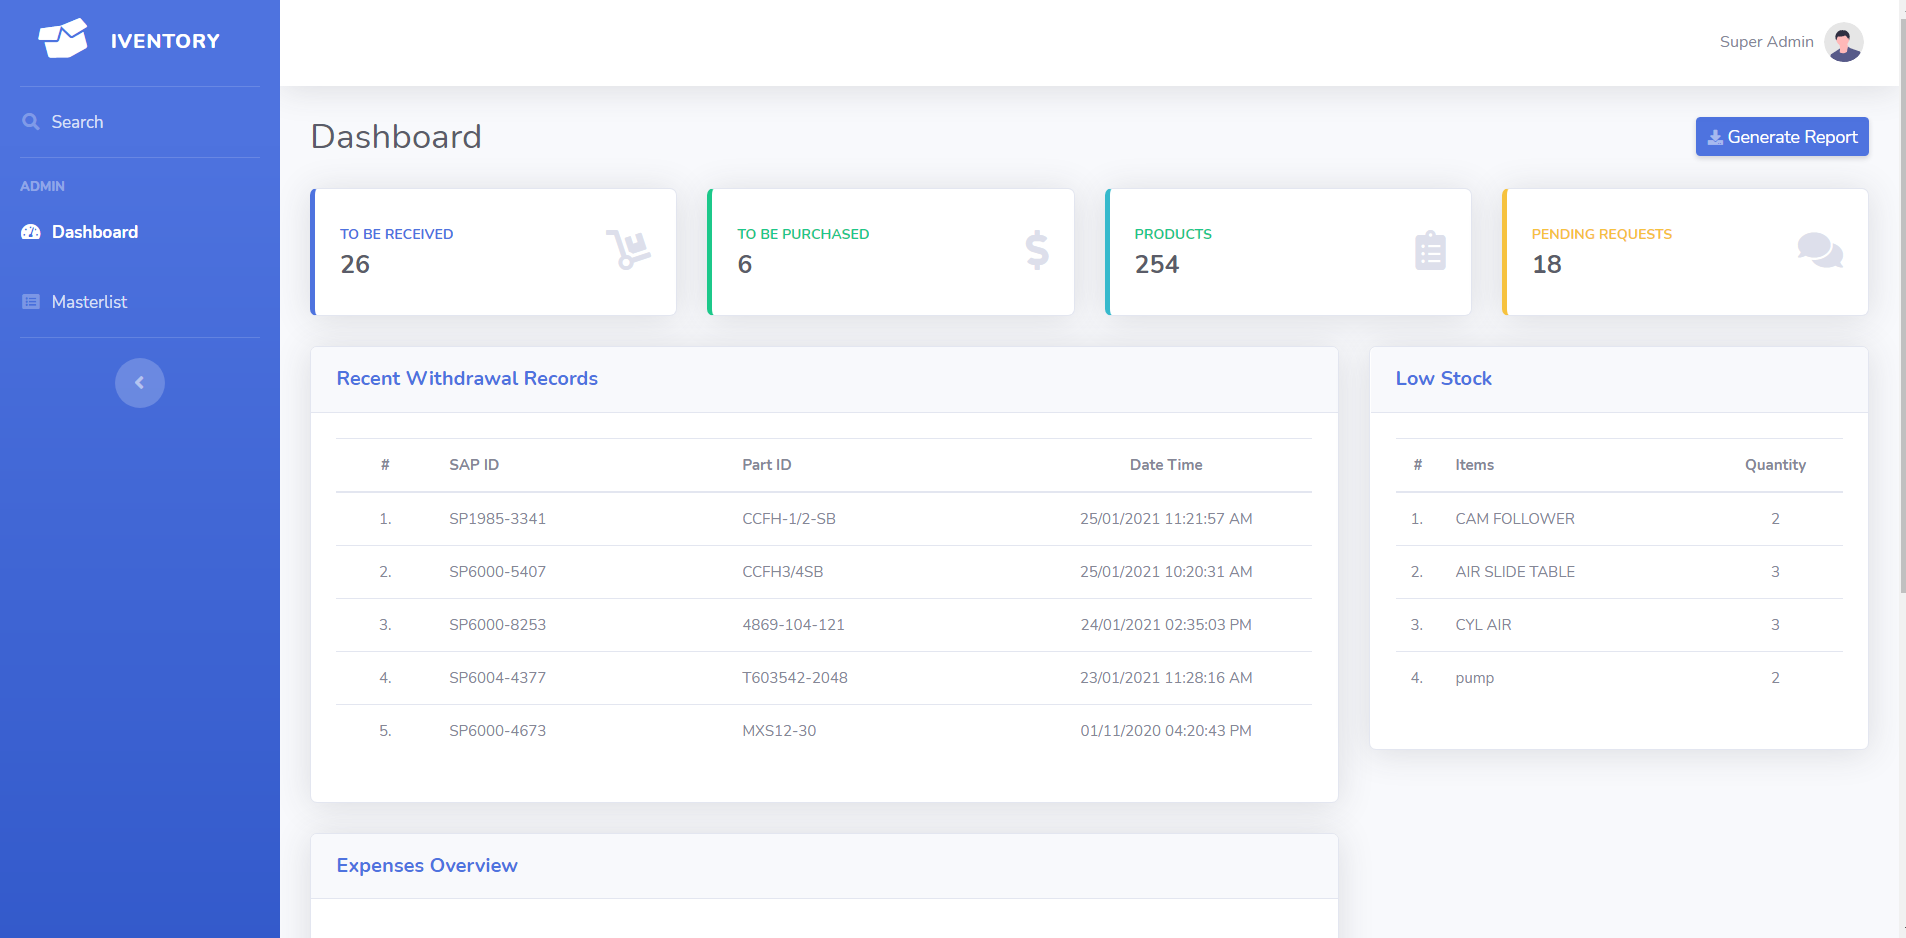 IVENTORY
Super Admin
Search
ADMIN
Dashboard
Masterlist
Dashboard
Generate Report
TO BE RECEIVED
26
TO BE PURCHASED
6
PRODUCTS
254
PENDING REQUESTS
18
Recent Withdrawal Records
# SAP ID Part ID Date Time
1. SP1985-3341 CCFH-1/2-SB 25/01/2021 11:21:57 AM
2. SP6000-5407 CCFH3/4SB 25/01/2021 10:20:31 AM
3. SP6000-8253 4869-104-121 24/01/2021 02:35:03 PM
4. SP6004-4377 T603542-2048 23/01/2021 11:28:16 AM
5. SP6000-4673 MXS12-30 01/11/2020 04:20:43 PM
Low Stock
# Items Quantity
1. CAM FOLLOWER 2
2. AIR SLIDE TABLE 3
3. CYL AIR 3
4. pump 2
Expenses Overview